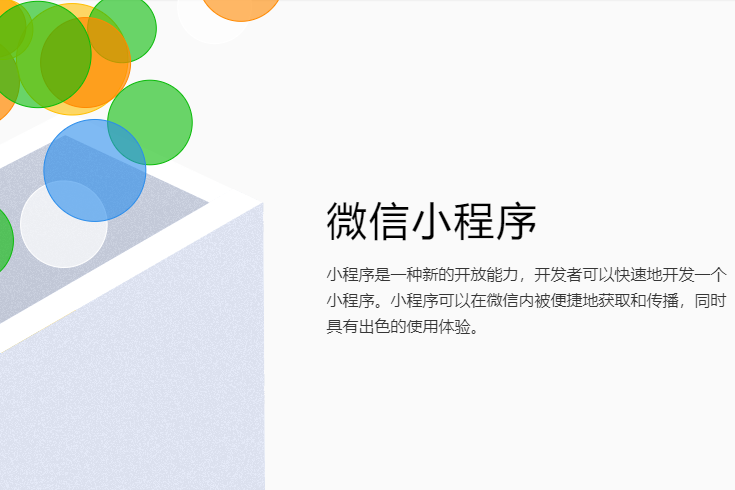 微信小程序
小程序是一种新的开放能力，开发者可以快速地开发一个
小程序。小程序可以在微信内被便捷地获取和传播，同时
具有出色的使用体验。